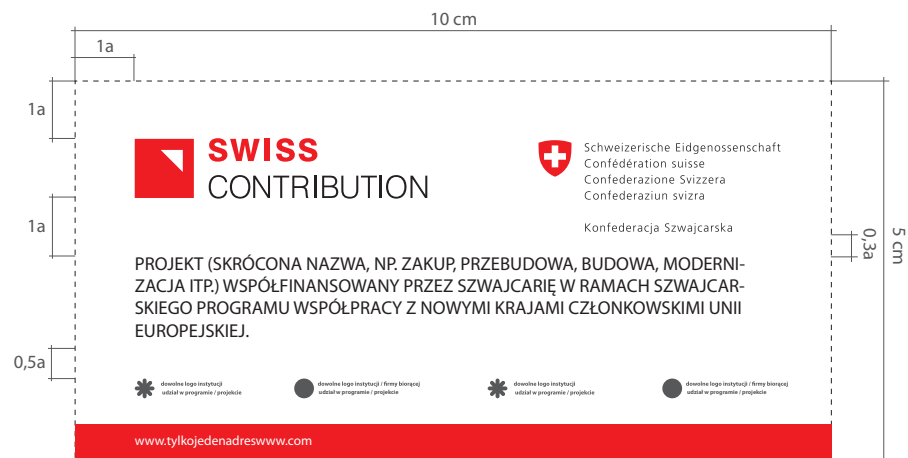 10 cm
1a
1a
SWISS
CONTRIBUTION
Schweizerische Eidgenossenschaft
Confédération suisse
Confederazione Svizzera
Confederaziun svizra
Konfederacja Szwajcarska
1a
0,3a
5 cm
PROJEKT (SKRÓCONA NAZWA, NP. ZAKUP, PRZEBUDOWA, BUDOWA, MODERNI-
ZACJA ITP.) WSPÓŁFINANSOWANY PRZEZ SZWAJCARIĘ W RAMACH SZWAJCAR-
SKIEGO PROGRAMU WSPÓŁPRACY Z NOWYMI KRAJAMI CZŁONKOWSKIMI UNII
EUROPEJSKIEJ.
0,5a
dowolne logo instytucji
udział w programie / projekcie
dowolne logo instytucji / firmy biorącej
udział w programie / projekcie
dowolne logo instytucji
udział w programie / projekcie
dowolne logo instytucji / firmy biorącej
udział w programie / projekcie
www.tylkojedenadreswww.com